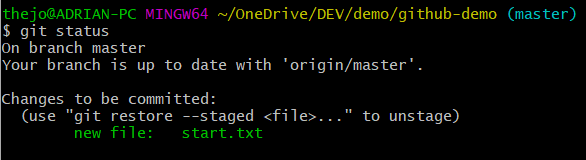 thejo@ADRIAN-PC MINGW64 ~/OneDrive/DEV/demo/github-demo (master)
$ git status
On branch master
Your branch is up to date with 'origin/master'.

Changes to be committed:
  (use "git restore --staged <file>..." to unstage)
        new file:   start.txt